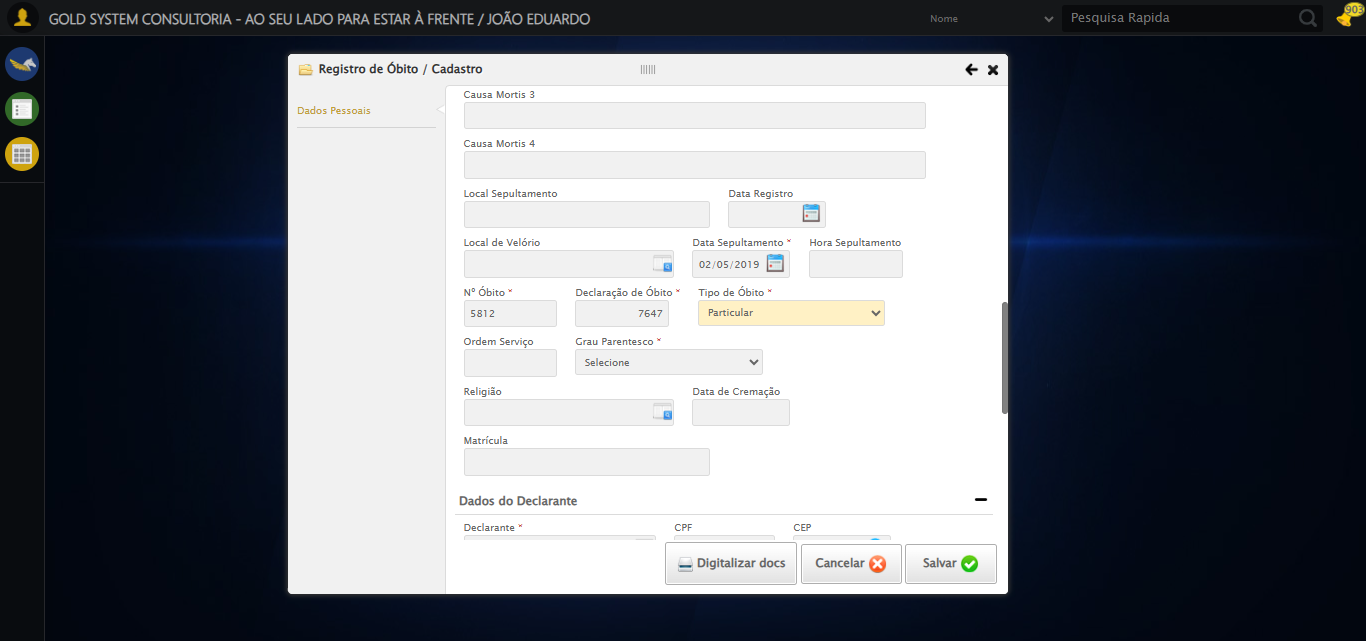 GOLD SYSTEM CONSULTORIA - AO SEU LADO PARA ESTAR À FRENTE / JOÃO EDUARDO
Nome
Pesquisa Rapida
903
Registro de Óbito / Cadastro
Dados Pessoais
Causa Mortis 3
Causa Mortis 4
Local Sepultamento Data Registro
Local de Velório Data Sepultamento * Hora Sepultamento
02/05/2019
Nº Óbito * Declaração de Óbito * Tipo de Óbito *
5812 7647 Particular
Ordem Serviço Grau Parentesco *
Selecione
Religião Data de Cremação
Matrícula
Dados do Declarante
Declarante * CPF CEP
Digitalizar docs Cancelar Salvar